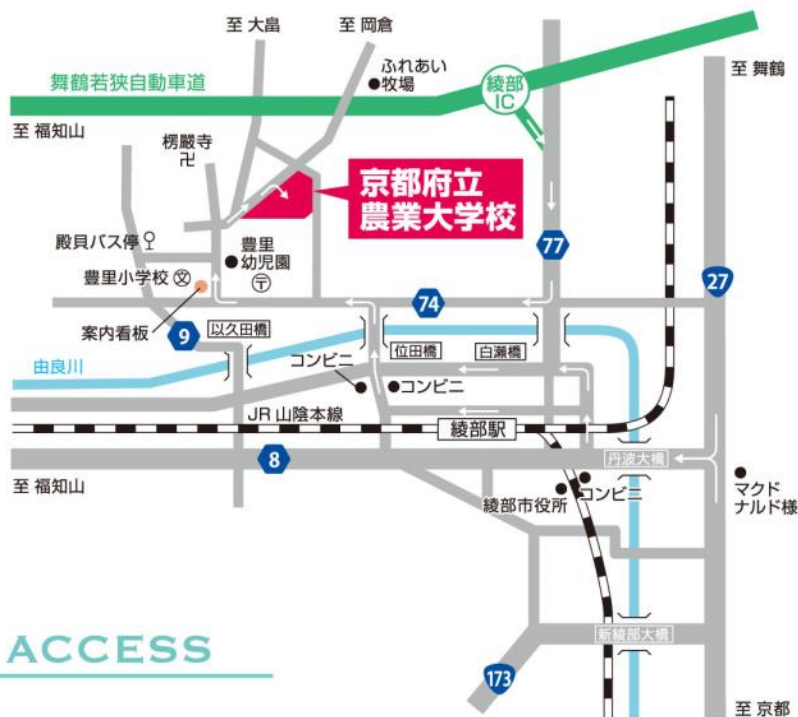 至 大畠
至 岡倉
ふれあい
牧場
舞鶴若狭自動車道
綾部
IC
至 舞鶴
至 福知山
楞嚴寺
卍
京都府立
農業大学校
殿貝バス停
豊里
幼児園
〒
77
27
豊里小学校 文
74
案内看板
9
以久田橋
位田橋
白瀬橋
由良川
コンビニ
コンビニ
JR 山陰本線
綾部駅
8
丹波大橋
至 福知山
綾部市役所
コンビニ
マクド
ナルド様
新綾部大橋
ACCESS
173
至 京都